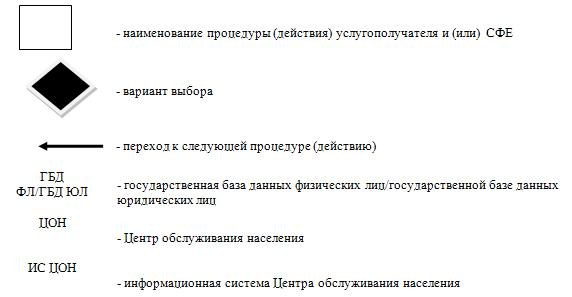 - наименование процедуры (действия) услугополучателя и (или) СФЕ
- вариант выбора
- переход к следующей процедуре (действию)
ГБД
ФЛ/ГБД ЮЛ
- государственная база данных физических лиц/государственной базе данных
юридических лиц
ЦОН
- Центр обслуживания населения
ИС ЦОН
- информационная система Центра обслуживания населения